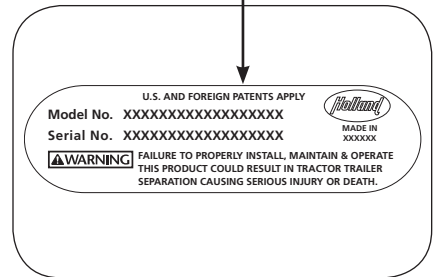 U.S. AND FOREIGN PATENTS APPLY
Holland
Model No. XXXXXXXXXXXXXXXXXX
Serial No. XXXXXXXXXXXXXXXXXX
MADE IN
XXXXXX
WARNING FAILURE TO PROPERLY INSTALL, MAINTAIN & OPERATE
THIS PRODUCT COULD RESULT IN TRACTOR TRAILER
SEPARATION CAUSING SERIOUS INJURY OR DEATH.